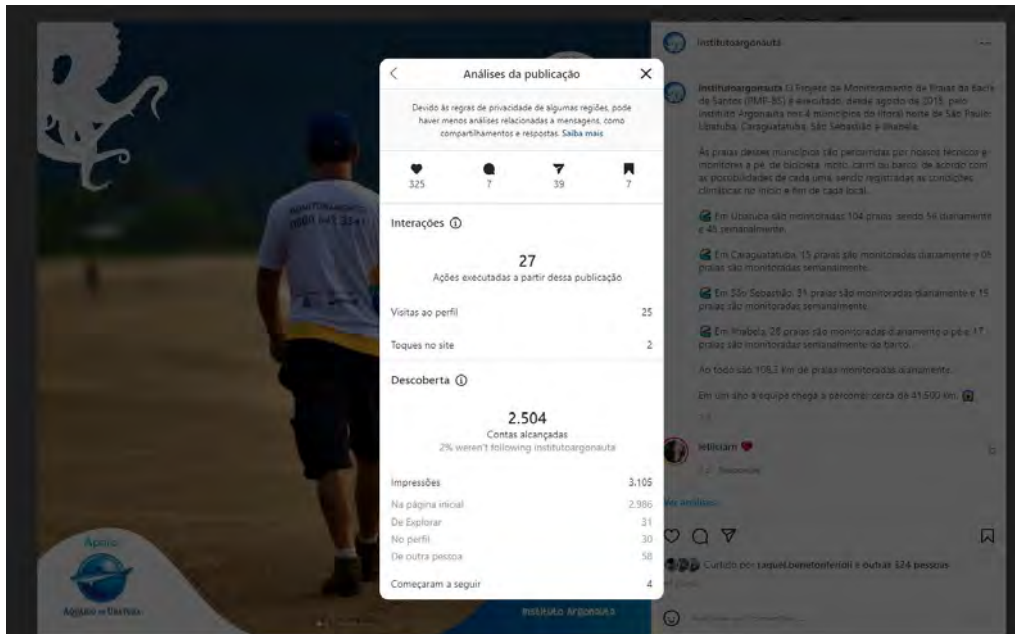 MONITORAMENTO
0800 642 3341
Apoio:
AQUÁRIO DE UBATUBA
Instituto Argonauta
Análises da publicação
Devido às regras de privacidade de algumas regiões, pode
haver menos análises relacionadas a mensagens, como
compartilhamentos e respostas. Saiba mais
325 7 39 7
Interações
27
Ações executadas a partir dessa publicação
Visitas ao perfil 25
Toques no site 2
Descoberta
2.504
Contas alcançadas
2% weren't following institutoargonauta
Impressões 3.105
Na página inicial 2.986
De Explorar 31
No perfil 30
De outra pessoa 58
Começaram a seguir 4
institutoargonauta
institutoargonauta O Projeto de Monitoramento de Praias da Bacia
de Santos (PMP-BS) é executado, desde agosto de 2015, pelo
Instituto Argonauta nos 4 municípios do litoral norte de São Paulo:
Ubatuba, Caraguatatuba, São Sebastião e Ilhabela.
As praias desses municípios são percorridas por nossos técnicos e
monitores a pé, de bicicleta, moto, carro ou barco, de acordo com
as possibilidades de cada uma, sendo registradas as condições
climáticas no início e fim de cada local.
Em Ubatuba são monitoradas 104 praias, sendo diariamente
e semanalmente.
Em Caraguatatuba, 15 praias são monitoradas diariamente e
praias são monitoradas semanalmente.
Em São Sebastião, 31 praias são monitoradas diariamente e 15
praias são monitoradas semanalmente.
Em Ilhabela, 28 praias são monitoradas diariamente a pé e 17
praias são monitoradas semanalmente de barco.
Ao todo são km de praias monitoradas diariamente.
Em um ano a equipe chega a percorrer cerca de 41.500 km.
Ver
Curtido por e outras 324 pessoas